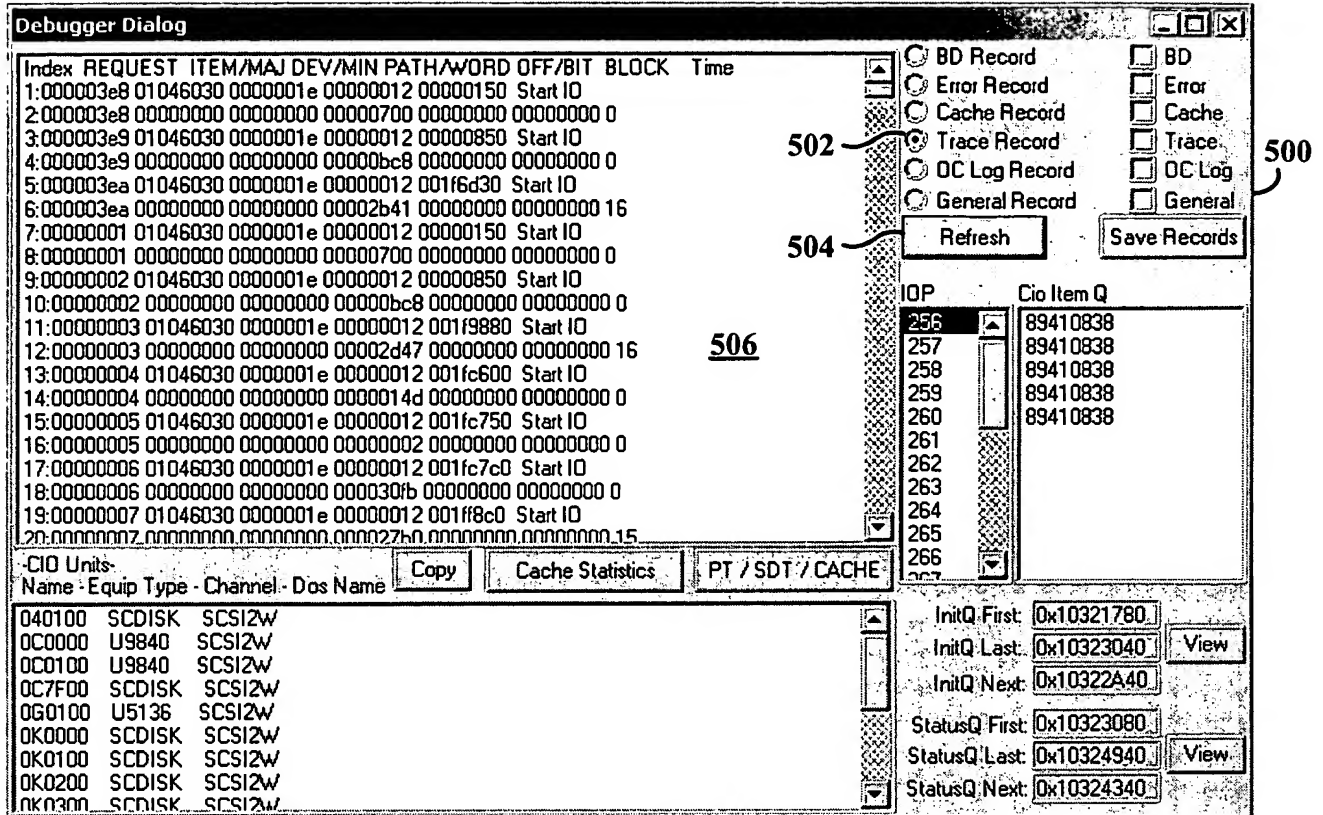 Debugger Dialog
Index REQUEST ITEM/MAJ DEV/MIN PATH/WORD OFF/BIT BLOCK Time
1:000003e8 01046030 0000001e 00000012 00000150 Start IO
2:000003e8 00000000 00000000 00000700 00000000 00000000 0
3:000003e9 01046030 0000001e 00000012 00000850 Start IO
4:000003e9 00000000 00000000 00000bc8 00000000 00000000 0
5:000003ea 01046030 0000001e 00000012 001f6d30 Start IO
6:000003ea 00000000 00000000 00002b41 00000000 00000000 16
7:00000001 01046030 0000001e 00000012 00000150 Start IO
8:00000001 00000000 00000000 00000700 00000000 00000000 0
9:00000002 01046030 0000001e 00000012 00000850 Start IO
10:00000002 00000000 00000000 00000bc8 00000000 00000000 0
11:00000003 01046030 0000001e 00000012 001f9880 Start IO
12:00000003 00000000 00000000 00002d47 00000000 00000000 16
13:00000004 01046030 0000001e 00000012 001fc600 Start IO
14:00000004 00000000 00000000 0000014d 00000000 00000000 0
15:00000005 01046030 0000001e 00000012 001fc750 Start IO
16:00000005 00000000 00000000 00000002 00000000 00000000 0
17:00000006 01046030 0000001e 00000012 001fc7c0 Start IO
18:00000006 00000000 00000000 000030fb 00000000 00000000 0
19:00000007 01046030 0000001e 00000012 001ff8c0 Start IO
20:00000007 00000000 00000000 000027b0 00000000 00000000 15
506
BD Record BD
Error Record Error
Cache Record Cache
502 Trace Record Trace
500
OC Log Record OC Log
General Record General
504 Refresh Save Records
IOP Cio Item Q
256 89410838
257 89410838
258 89410838
259 89410838
260 89410838
261
262
263
264
265
266
267
-CIO Units-
Name - Equip Type - Channel - Dos Name
Copy Cache Statistics PT / SDT / CACHE
040100 SCDISK SCSI2W
0C0000 U9840 SCSI2W
0C0100 U9840 SCSI2W
0C7F00 SCDISK SCSI2W
0G0100 U5136 SCSI2W
0K0000 SCDISK SCSI2W
0K0100 SCDISK SCSI2W
0K0200 SCDISK SCSI2W
0K0300 SCDISK SCSI2W
InitQ First: 0x10321780
InitQ Last: 0x10323040 View
InitQ Next: 0x10322A40
StatusQ First: 0x10323080
StatusQ Last: 0x10324940 View
StatusQ Next: 0x10324340